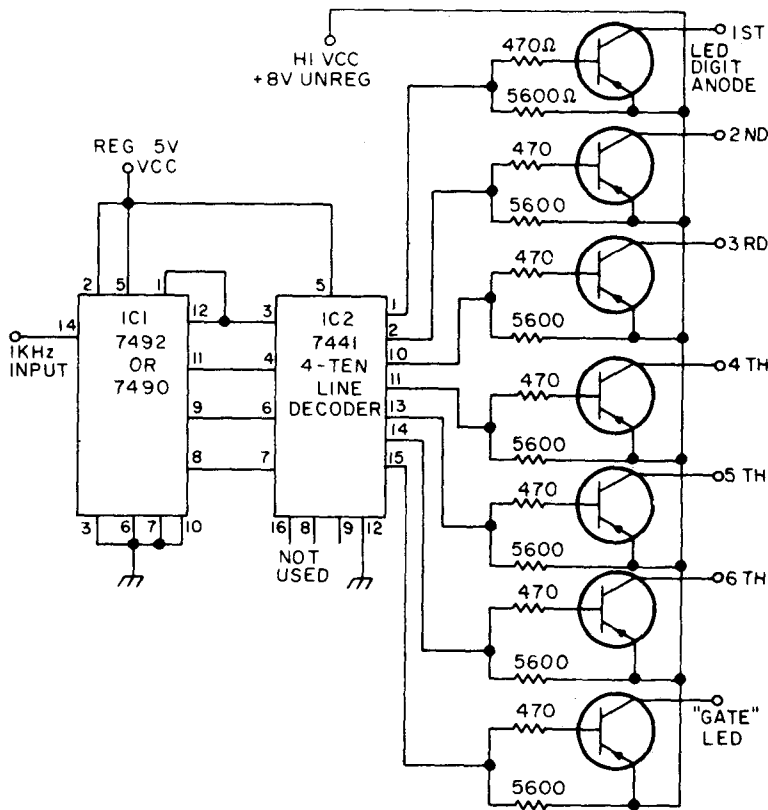 HI VCC
+8V UNREG
470Ω
5600Ω
1ST
LED
DIGIT
ANODE
470
5600
2ND
REG 5V
VCC
470
5600
3RD
2
5
1
14
12
11
9
8
IC1
7492
OR
7490
1KHz
INPUT
3
6
7
10
5
3
4
6
7
IC2
7441
4-TEN
LINE
DECODER
1
2
10
11
13
14
15
16
8
9
12
NOT
USED
470
5600
4TH
470
5600
5TH
470
5600
6TH
470
5600
"GATE"
LED